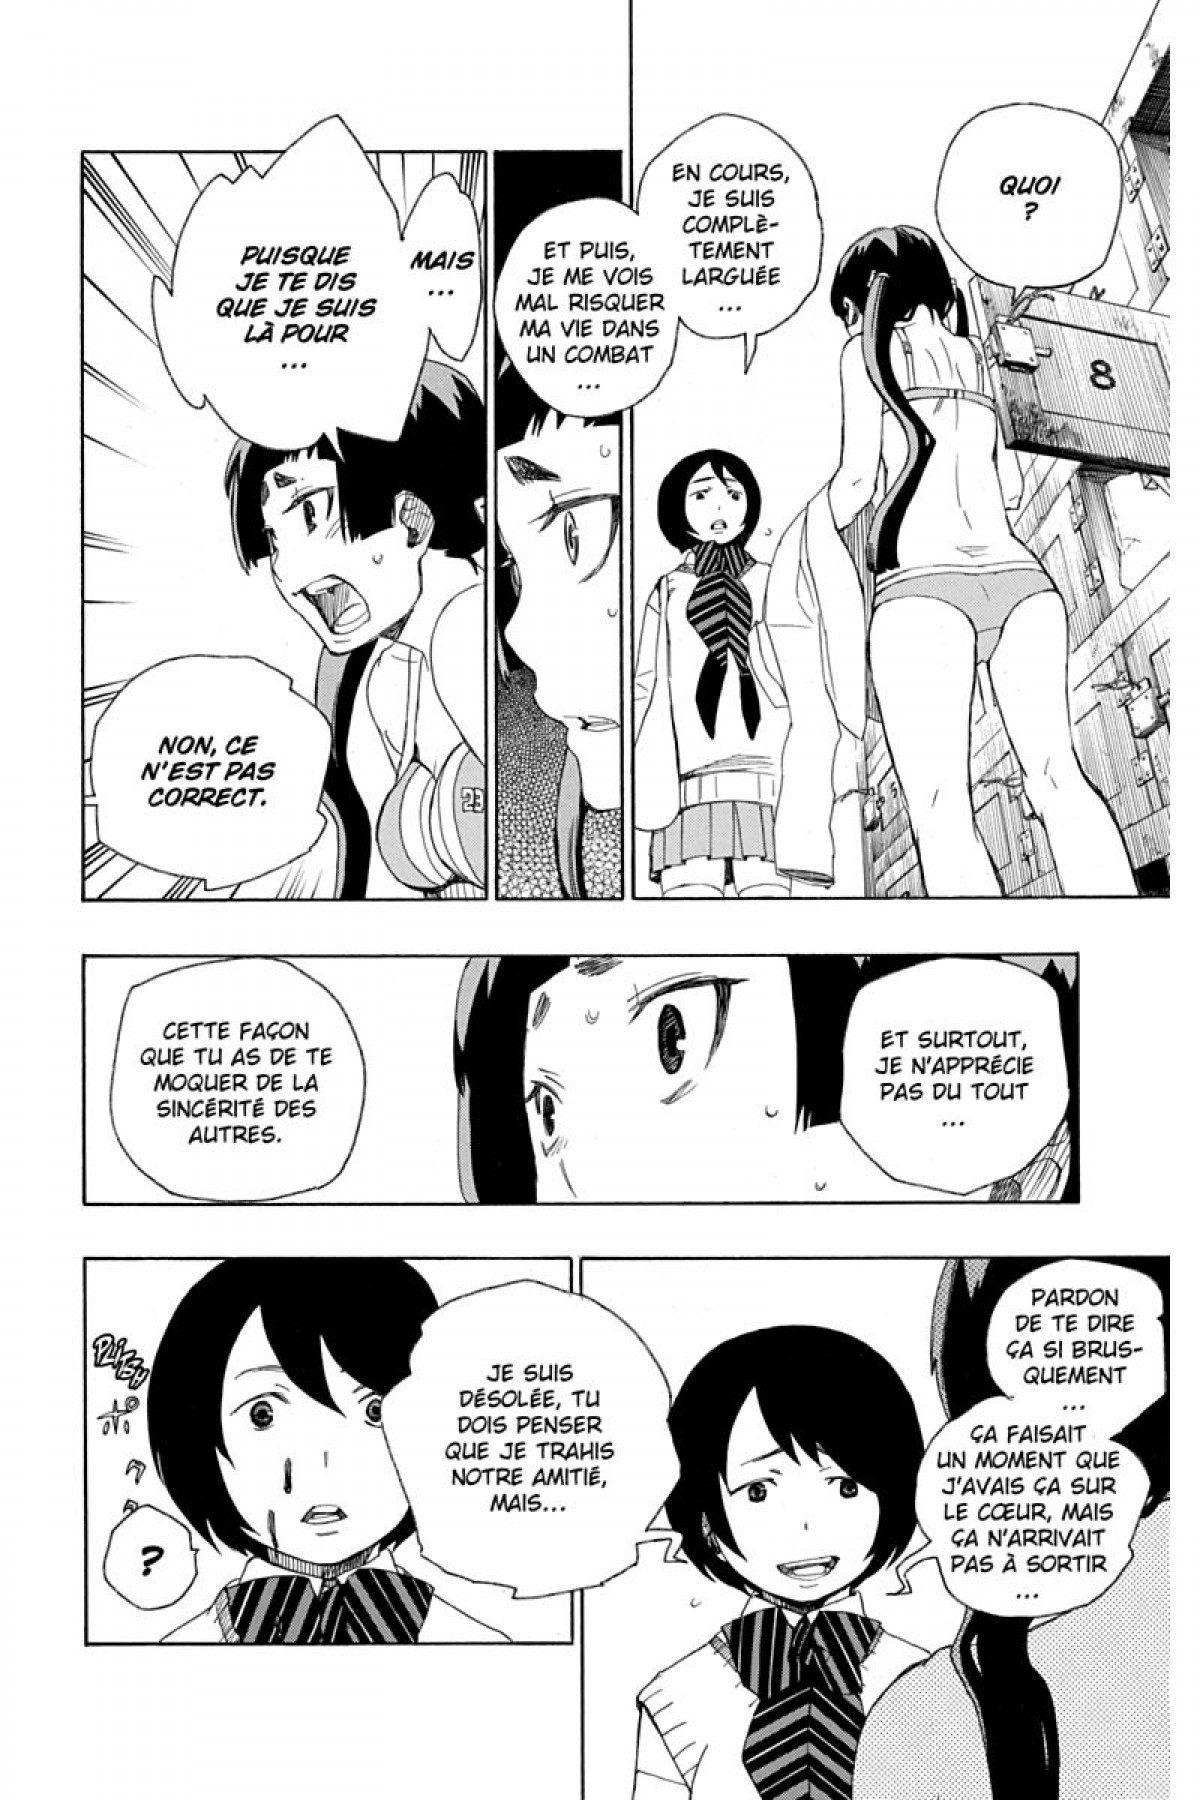 QUOI
?
EN COURS,
JE SUIS
COMPLÈ-
TEMENT
LARGUÉE
...
8
5
ET PUIS,
JE ME VOIS
MAL RISQUER
MA VIE DANS
UN COMBAT
...
MAIS
...
PUISQUE
JE TE DIS
QUE JE SUIS
LÀ POUR
...
23
NON, CE
N'EST PAS
CORRECT.
ET SURTOUT,
JE N'APPRÉCIE
PAS DU TOUT
...
CETTE FAÇON
QUE TU AS DE TE
MOQUER DE LA
SINCÉRITÉ DES
AUTRES.
PARDON
DE TE DIRE
ÇA SI BRUS-
QUEMENT
...
ÇA FAISAIT
UN MOMENT QUE
J'AVAIS ÇA SUR
LE CŒUR, MAIS
ÇA N'ARRIVAIT
PAS À SORTIR
...
JE SUIS
DÉSOLÉE, TU
DOIS PENSER
QUE JE TRAHIS
NOTRE AMITIÉ,
MAIS...
?